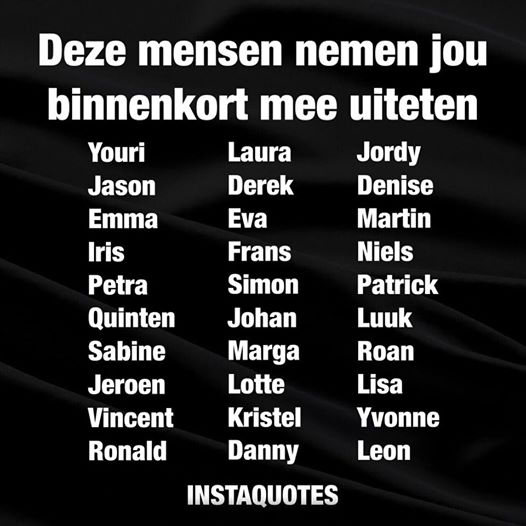 Deze mensen nemen jou
binnenkort mee uiteten
Youri Laura Jordy
Jason Derek Denise
Emma Eva Martin
Iris Frans Niels
Petra Simon Patrick
Quinten Johan Luuk
Sabine Marga Roan
Jeroen Lotte Lisa
Vincent Kristel Yvonne
Ronald Danny Leon
INSTAQUOTES